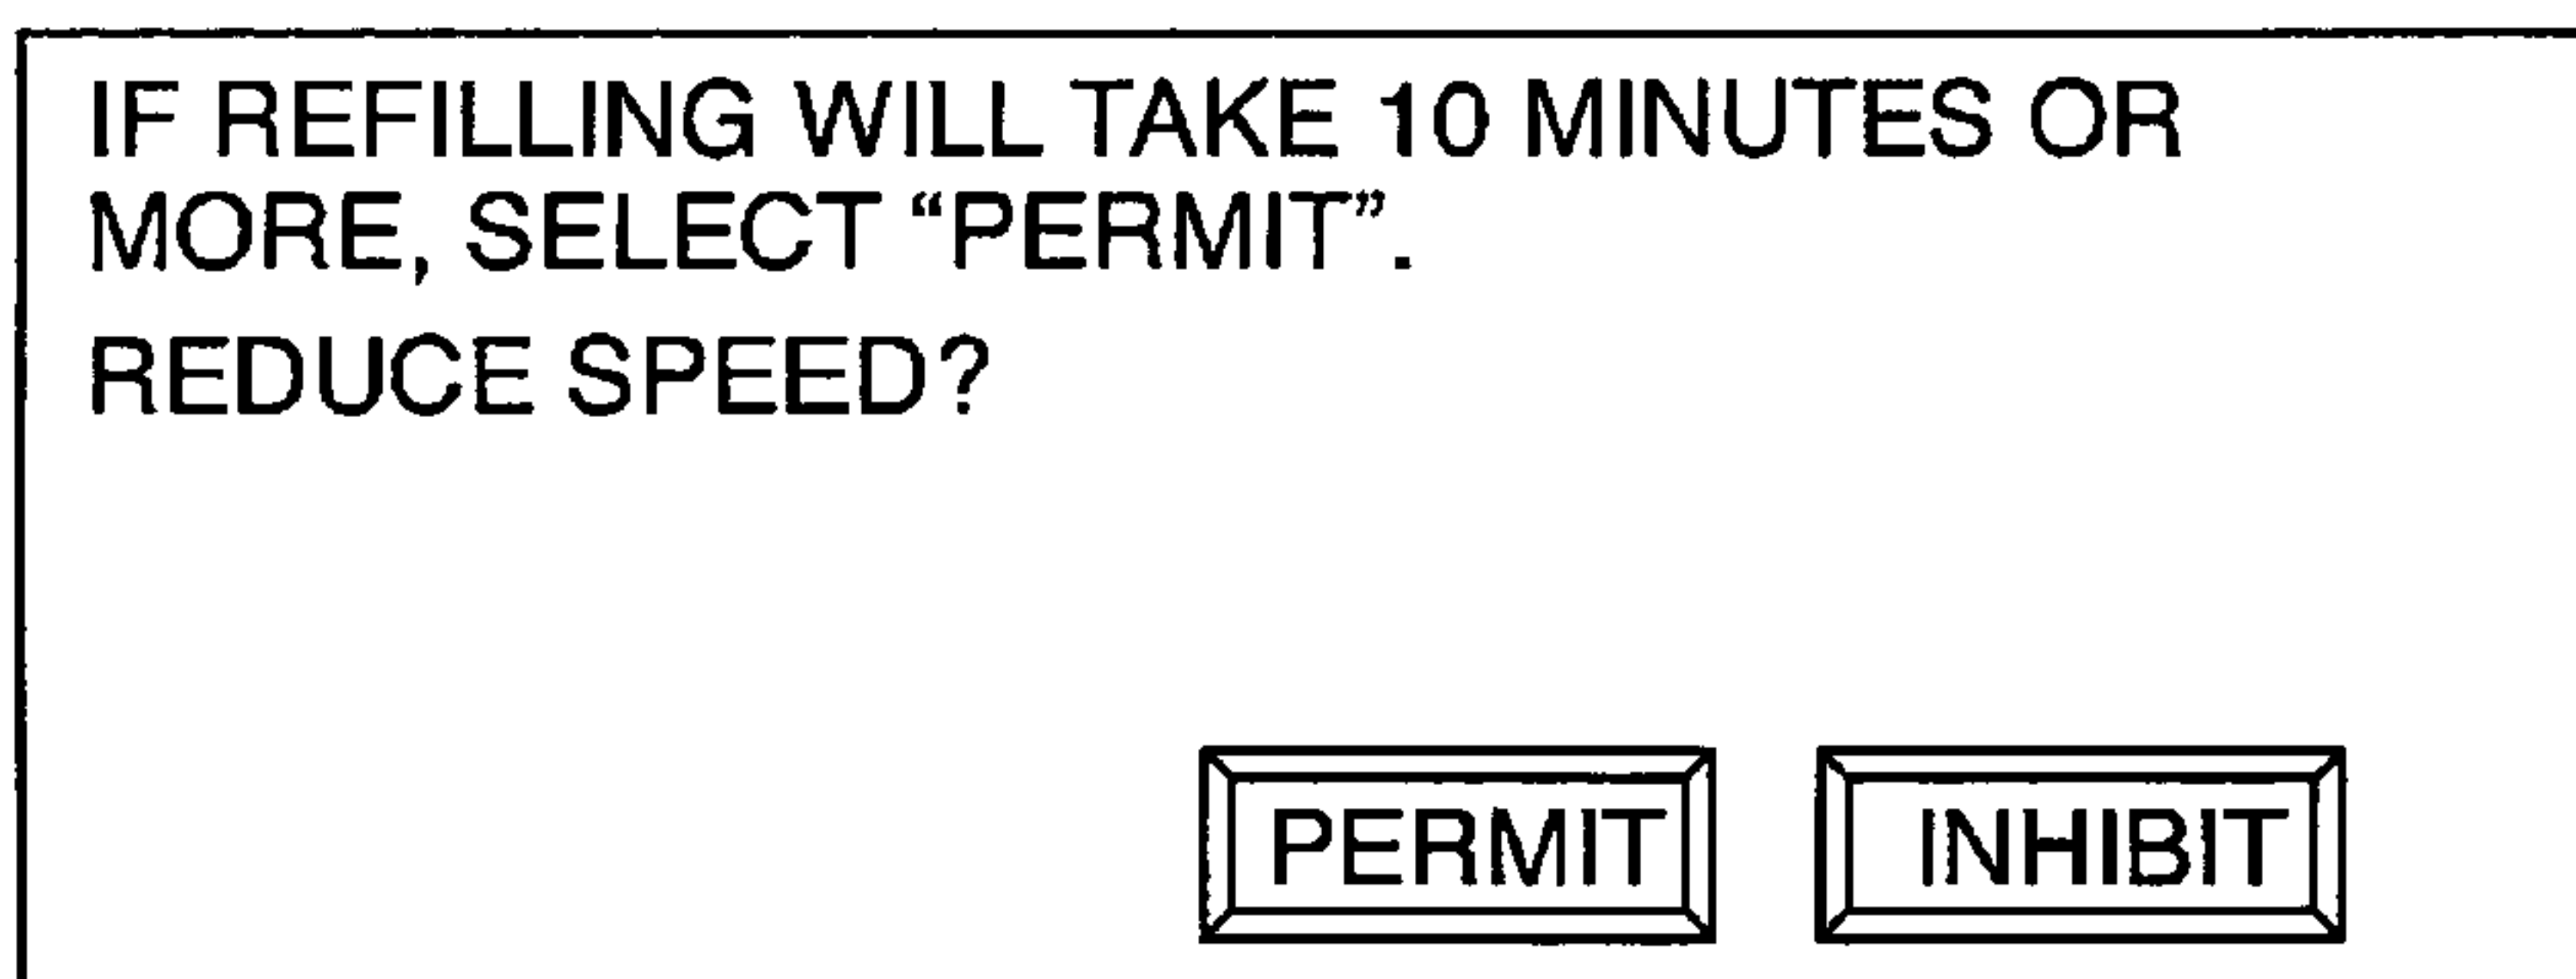 IF REFILLING WILL TAKE 10 MINUTES OR
MORE, SELECT “PERMIT”.
REDUCE SPEED?
PERMIT INHIBIT